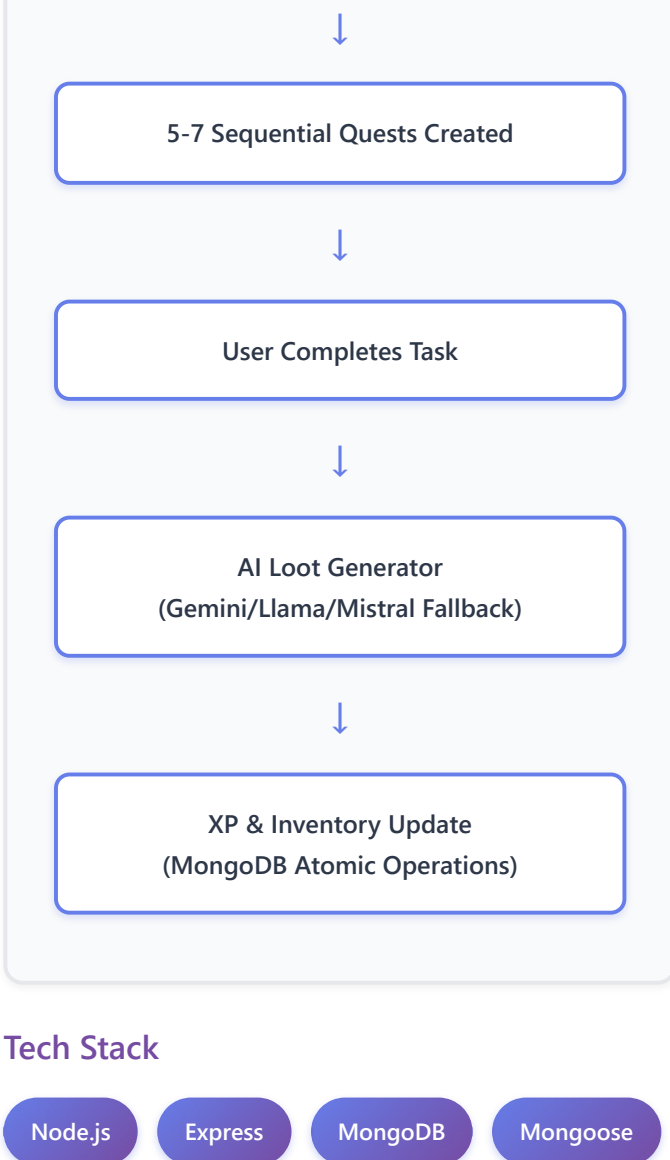 ↓
5-7 Sequential Quests Created
↓
User Completes Task
↓
AI Loot Generator
(Gemini/Llama/Mistral Fallback)
↓
XP & Inventory Update
(MongoDB Atomic Operations)
Tech Stack
Node.js Express MongoDB Mongoose